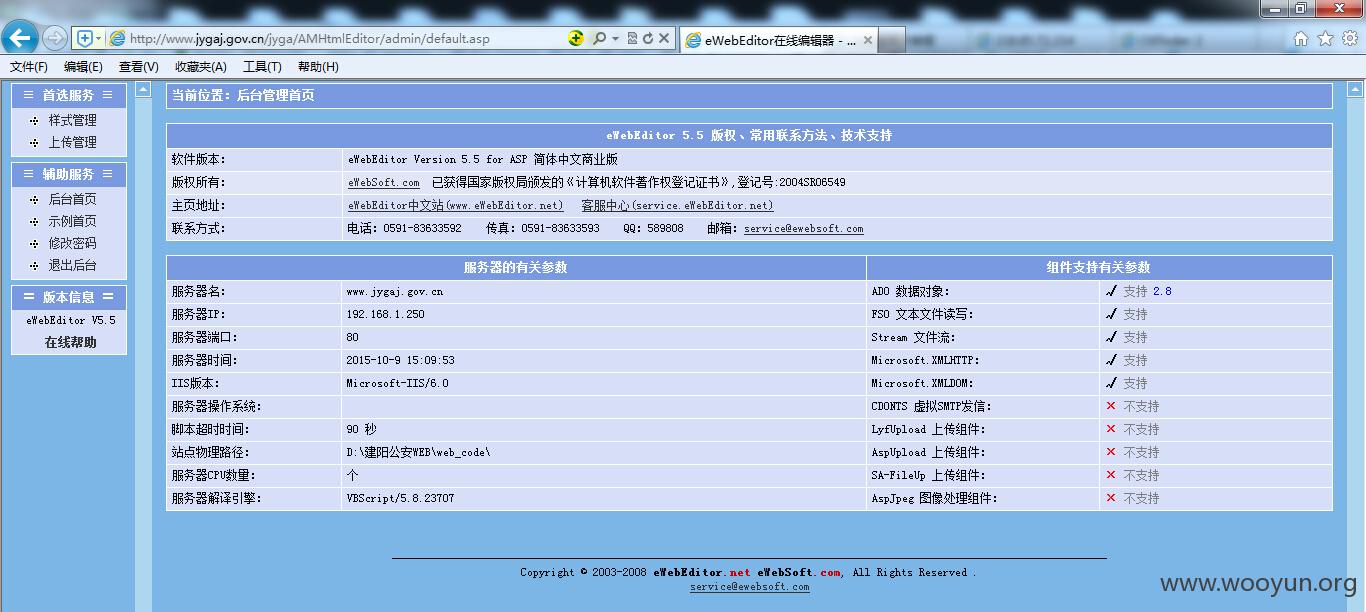 http://www.jygaj.gov.cn/jyga/AMHtmlEditor/admin/default.asp
eWebEditor在线编辑器 - ...
文件(F) 编辑(E) 查看(V) 收藏夹(A) 工具(T) 帮助(H)
首选服务
样式管理
上传管理
辅助服务
后台首页
示例首页
修改密码
退出后台
版本信息
eWebEditor V5.5
在线帮助
当前位置：后台管理首页
eWebEditor 5.5 版权、常用联系方法、技术支持
软件版本： eWebEditor Version 5.5 for ASP 简体中文商业版
版权所有： eWebSoft.com 已获得国家版权局颁发的《计算机软件著作权登记证书》,登记号:2004SR06549
主页地址： eWebEditor中文站(www.eWebEditor.net) 客服中心(service.eWebEditor.net)
联系方式： 电话：0591-83633592 传真：0591-83633593 QQ：589808 邮箱：service@ewebsoft.com
服务器的有关参数
服务器名： www.jygaj.gov.cn
服务器IP： 192.168.1.250
服务器端口： 80
服务器时间： 2015-10-9 15:09:53
IIS版本： Microsoft-IIS/6.0
服务器操作系统：
脚本超时时间： 90 秒
站点物理路径： D:\建阳公安WEB\web_code\
服务器CPU数量： 个
服务器解译引擎： VBScript/5.8.23707
组件支持有关参数
ADO 数据对象： ✓ 支持 2.8
FSO 文本文件读写： ✓ 支持
Stream 文件流： ✓ 支持
Microsoft.XMLHTTP： ✓ 支持
Microsoft.XMLDOM： ✓ 支持
CDONTS 虚拟SMTP发信： × 不支持
LyfUpload 上传组件： × 不支持
AspUpload 上传组件： × 不支持
SA-FileUp 上传组件： × 不支持
AspJpeg 图像处理组件： × 不支持
Copyright © 2003-2008 eWebEditor.net eWebSoft.com, All Rights Reserved .
service@ewebsoft.com
www.wooyun.org